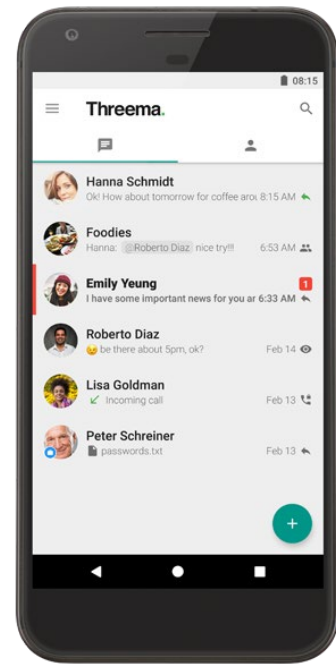 08:15
Threema.
Hanna Schmidt
Ok! How about tomorrow for coffee arou 8:15 AM
Foodies
Hanna: @Roberto Diaz nice try!!! 6:53 AM
Emily Yeung 1
I have some important news for you ar 6:33 AM
Roberto Diaz
be there about 5pm, ok? Feb 14
Lisa Goldman
Incoming call Feb 13
Peter Schreiner
passwords.txt Feb 13